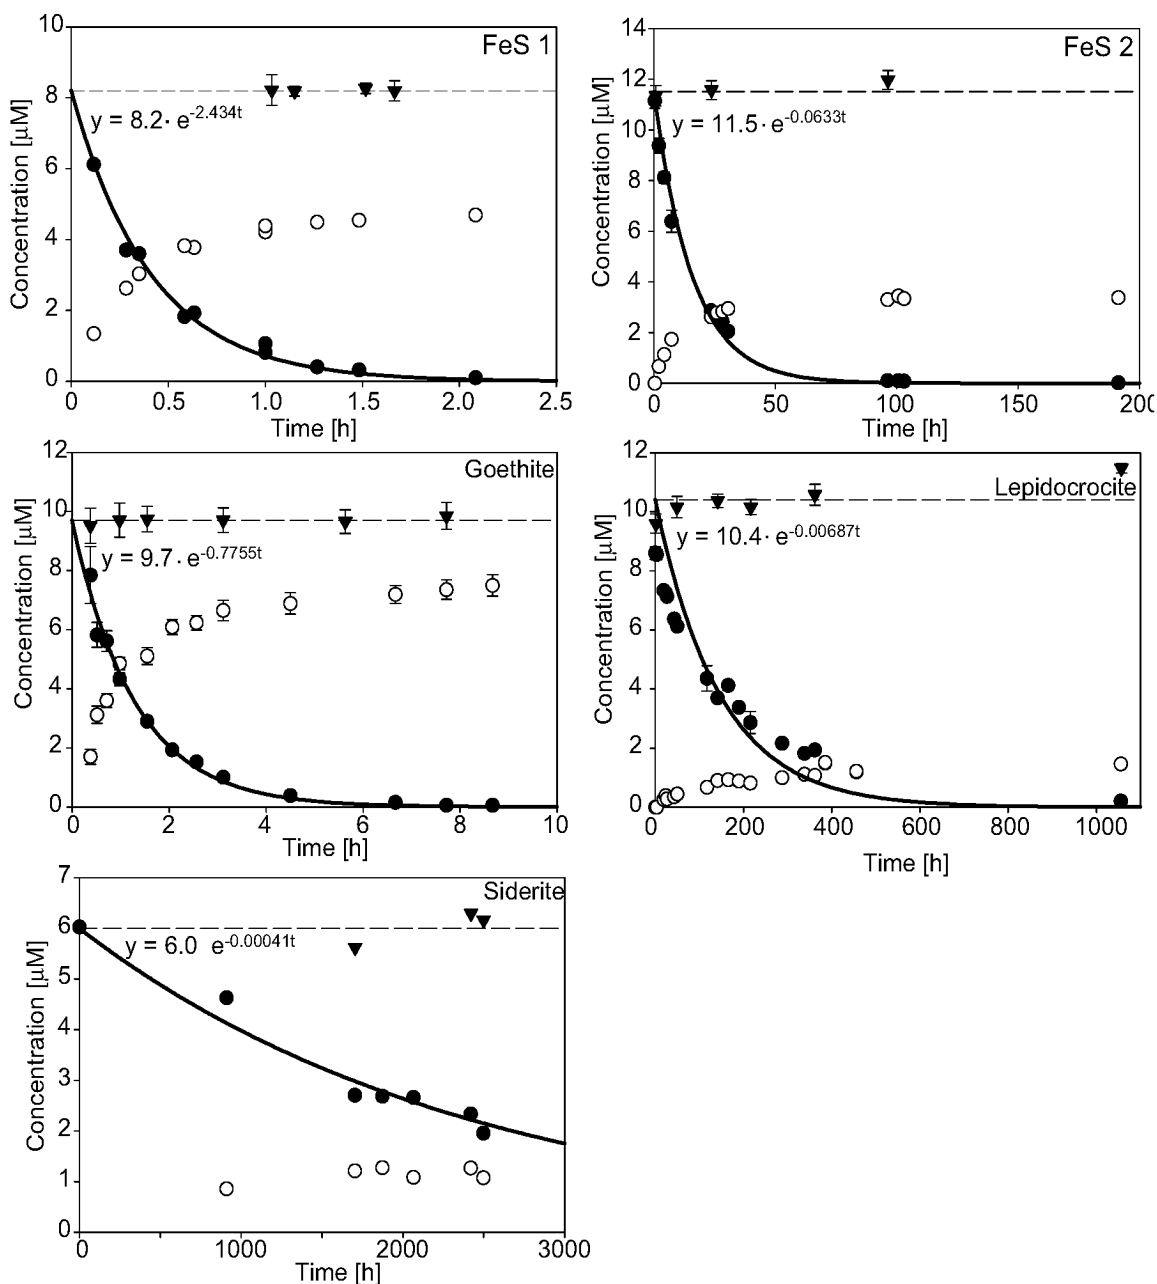 FeS 1
10
8
6
4
2
0
Concentration [µM]
y = 8.2· e-2.434t
0 0.5 1.0 1.5 2.0 2.5
Time [h]
FeS 2
14
12
10
8
6
4
2
0
Concentration [µM]
y = 11.5· e-0.0633t
0 50 100 150 200
Time [h]
Goethite
12
10
8
6
4
2
0
Concentration [µM]
y = 9.7· e-0.7755t
0 2 4 6 8 10
Time [h]
Lepidocrocite
12
10
8
6
4
2
0
Concentration [µM]
y = 10.4· e-0.00687t
0 200 400 600 800 1000
Time [h]
Siderite
7
6
5
4
3
2
1
0
Concentration [µM]
y = 6.0 e-0.00041t
0 1000 2000 3000
Time [h]